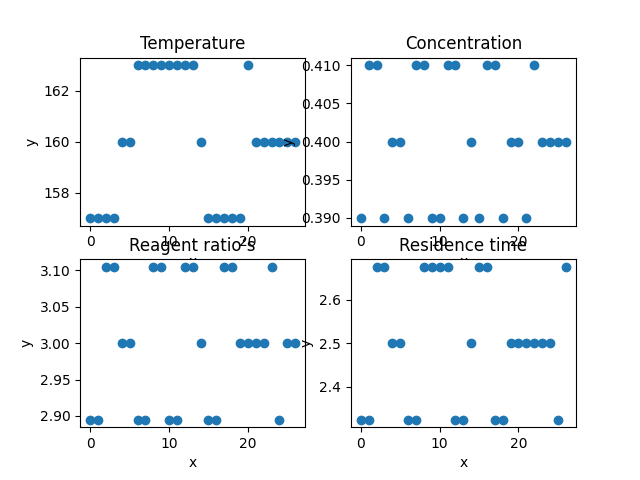 Temperature
Concentration
162
160
158
y
0
10
20
0.410
0.405
0.400
0.395
0.390
y
0
20
Reagent ratio s
Residence time
3.10
3.05
3.00
2.95
2.90
y
0
10
20
x
2.6
2.5
2.4
y
0
10
20
x